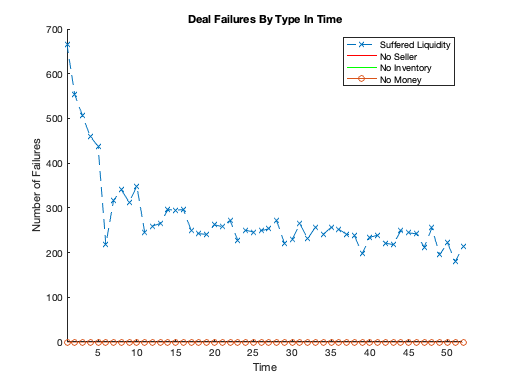 Deal Failures By Type In Time
700
600
500
400
300
200
100
0
Number of Failures
Suffered Liquidity
No Seller
No Inventory
No Money
5 10 15 20 25 30 35 40 45 50
Time